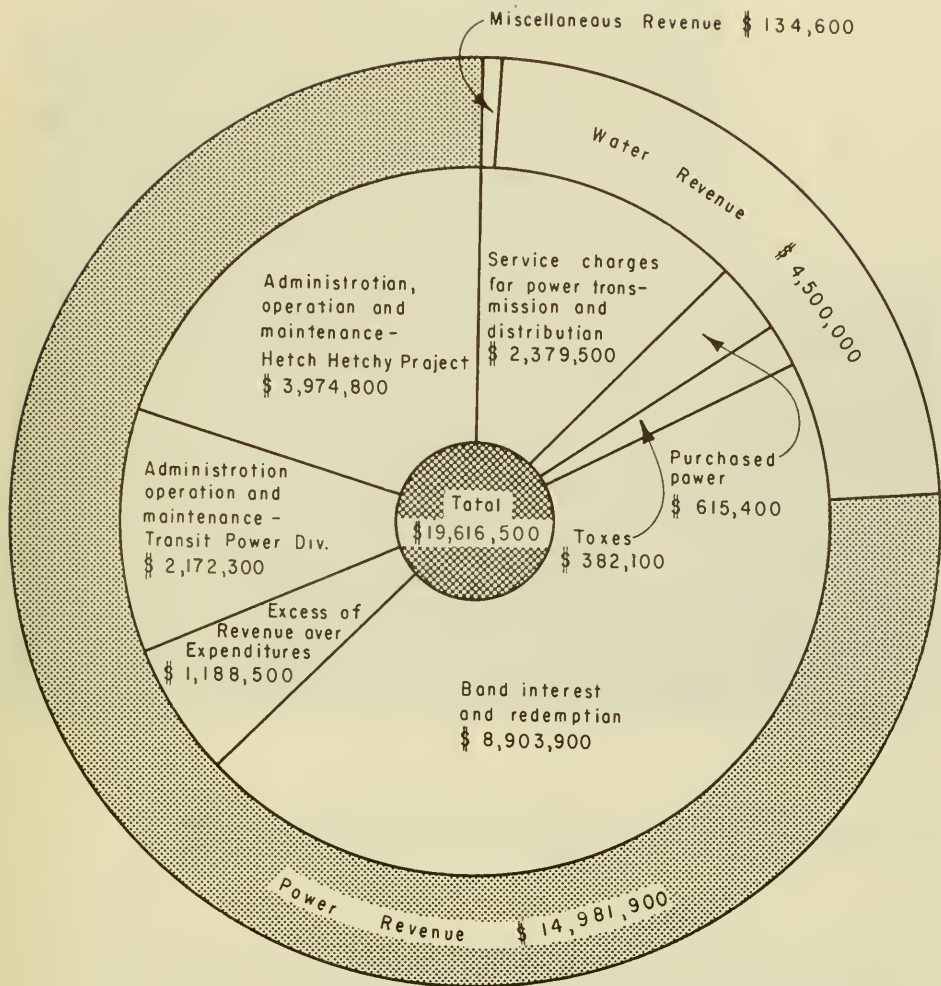 Miscellaneous Revenue $ 134,600
Water Revenue $ 4,500,000
Service charges
for power trans-
mission and
distribution
$ 2,379,500
Administration,
operation and
maintenance-
Hetch Hetchy Project
$ 3,974,800
Purchased
power
$ 615,400
Taxes
$ 382,100
Administration
operation and
maintenance-
Transit Power Div.
$ 2,172,300
Total
$19,616,500
Excess of
Revenue over
Expenditures
$ 1,188,500
Bond interest
and redemption
$ 8,903,900
Power Revenue $ 14,981,900